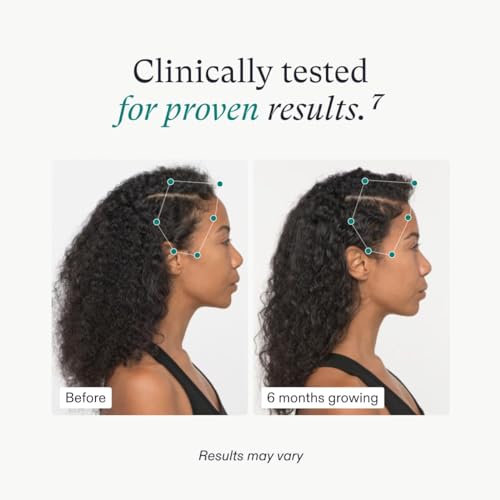 Clinically tested
for proven results.⁷
Before
6 months growing
Results may vary